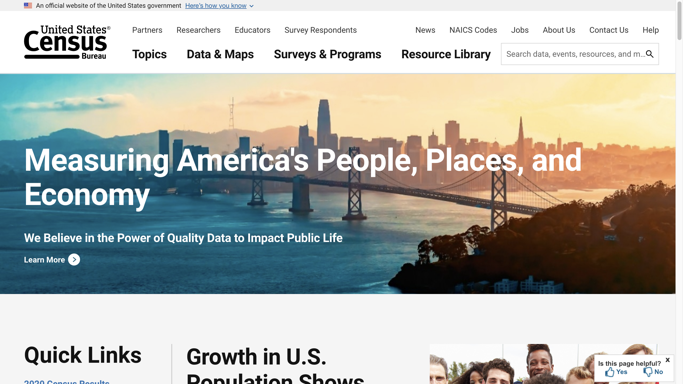 An official website of the United States government Here's how you know
United States®
Census
Bureau
Partners Researchers Educators Survey Respondents News NAICS Codes Jobs About Us Contact Us Help
Topics Data & Maps Surveys & Programs Resource Library Search data, events, resources, and m...
Measuring America's People, Places, and
Economy
We Believe in the Power of Quality Data to Impact Public Life
Learn More
Quick Links
2020 Census Results
Growth in U.S.
Population Shows
Is this page helpful? X
Yes No